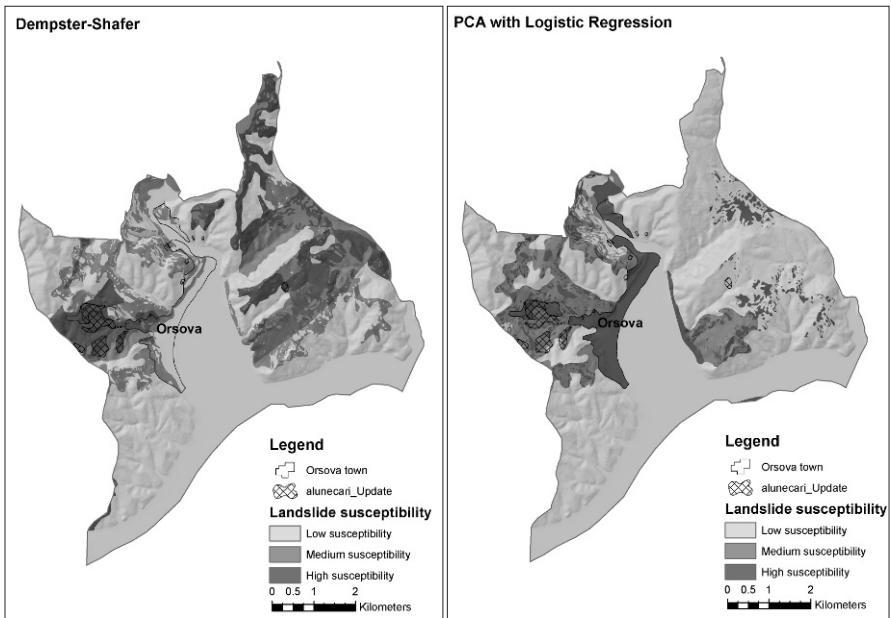 Dempster-Shafer
Orsova
Legend
Orsova town
alunecari_Update
Landslide susceptibility
Low susceptibility
Medium susceptibility
High susceptibility
0 0.5 1 2
Kilometers
PCA with Logistic Regression
Orsova
Legend
Orsova town
alunecari_Update
Landslide susceptibility
Low susceptibility
Medium susceptibility
High susceptibility
0 0.5 1 2
Kilometers